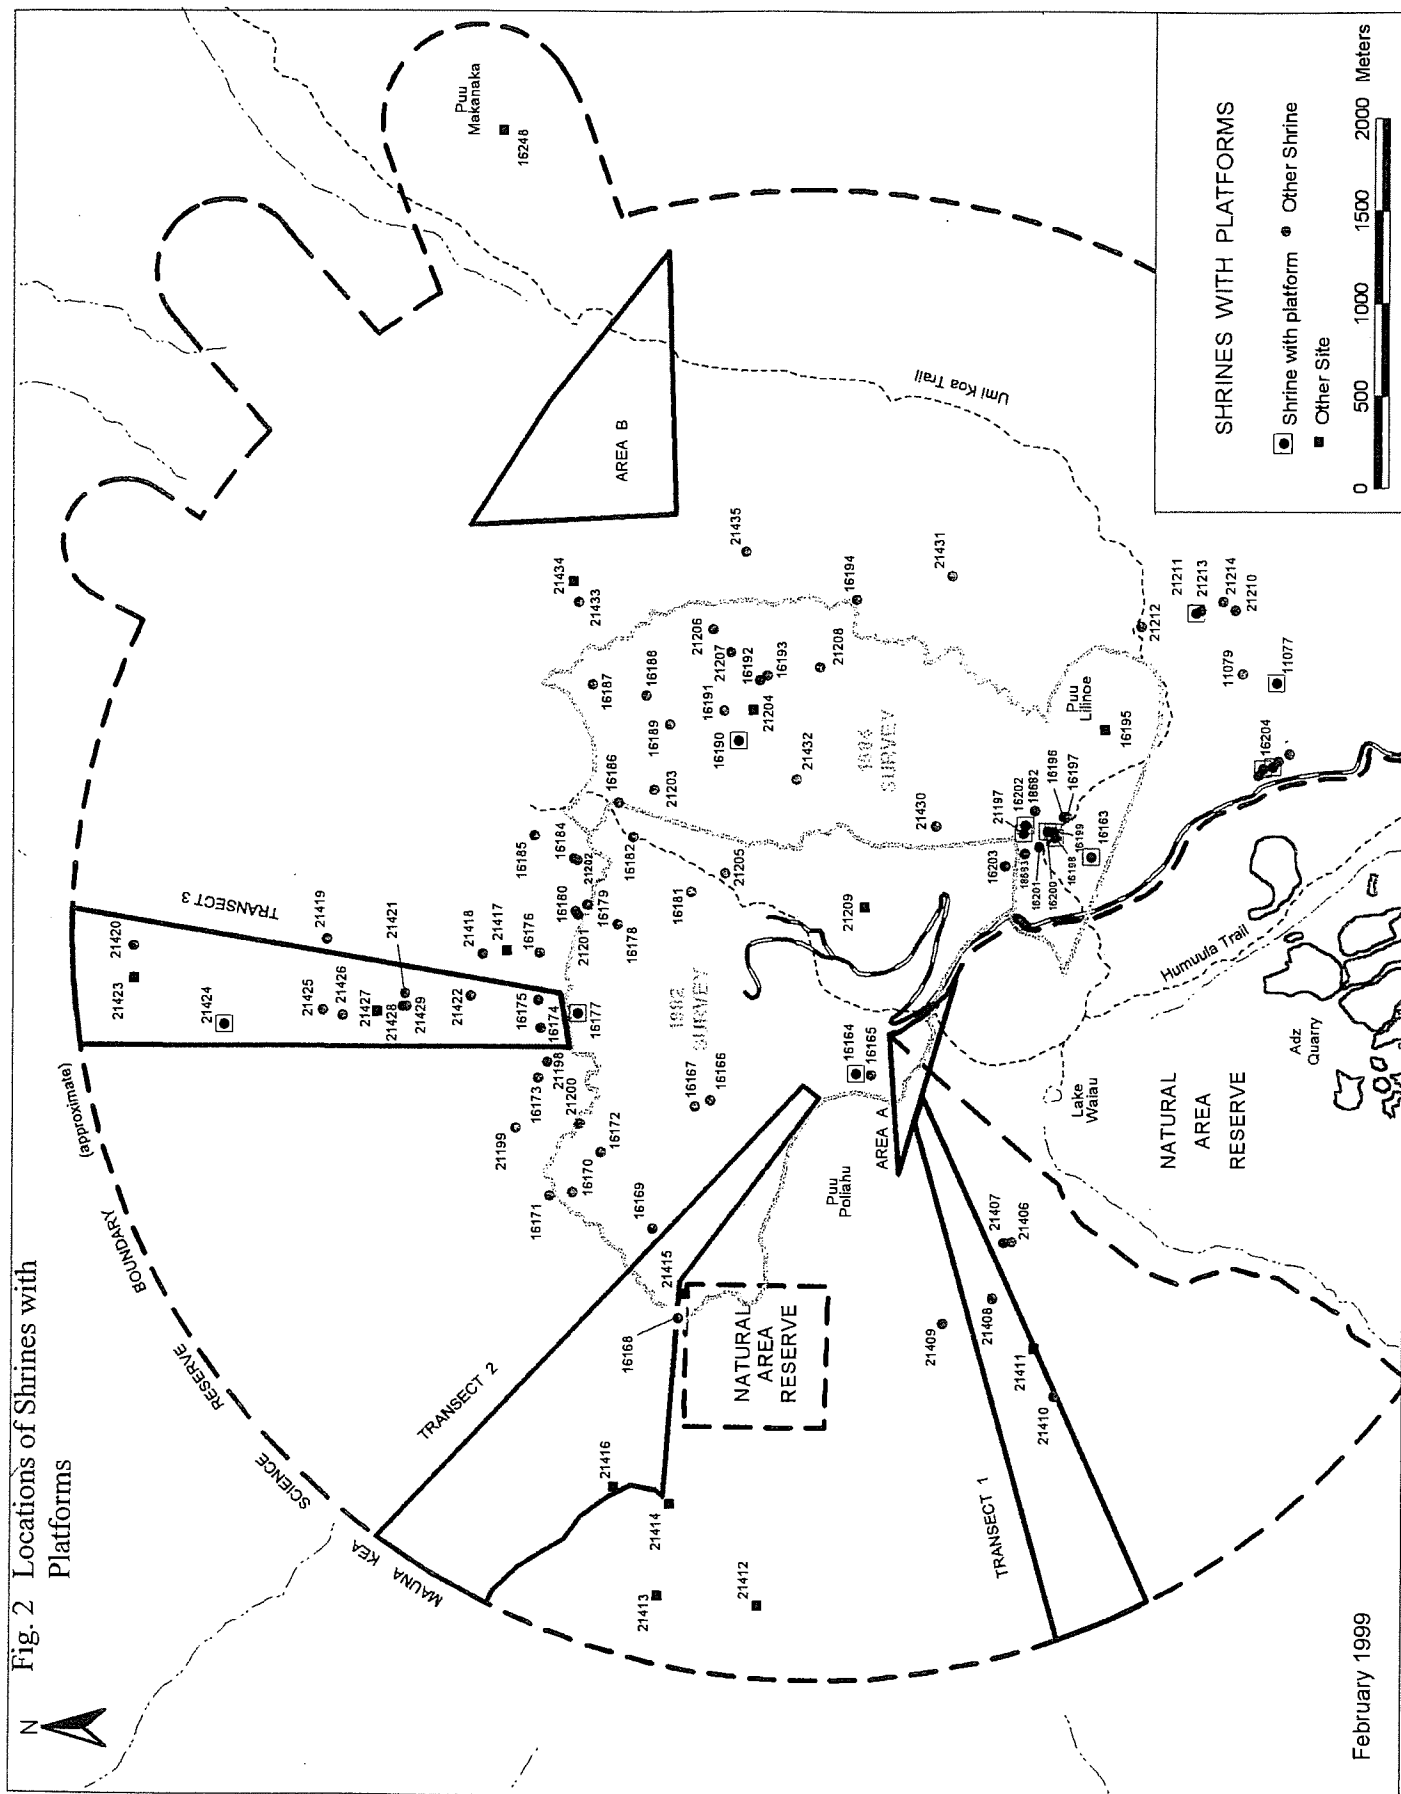 Fig. 2 Locations of Shrines with
Platforms
N
MAUNA KEA
SCIENCE
RESERVE
BOUNDARY
(approximate)
TRANSECT 3
21420
21423
21424
21419
21425
21426
21421
21427
21428
21429
21418
21417
21422
16176
16175
16174
16177
21198
16173
21200
21199
16172
16170
16171
16169
16185
16184
21202
16180
16179
21201
16178
16186
16182
16181
21205
21203
16187
16188
16189
16191
16190
21206
21207
16192
16193
21204
21208
21432
21434
21433
21435
16194
21431
21430
1984
SURVEY
1982
SURVEY
16167
16166
16164
16165
21209
AREA A
AREA B
Puu
Makanaka
16248
Umi Koa Trail
Puu
Poliahu
TRANSECT 2
21415
16168
NATURAL
AREA
RESERVE
21416
21414
21413
21412
TRANSECT 1
21407
21406
21408
21409
21411
21410
Puu
Lilinoe
16195
21197
16202
18682
16196
16197
16203
18683
16201
16200
16198
16199
16163
21212
21211
21213
21214
21210
11079
11077
16204
Lake
Waiau
Humuula Trail
NATURAL
AREA
RESERVE
Adz
Quarry
SHRINES WITH PLATFORMS
Shrine with platform
Other Shrine
Other Site
0 500 1000 1500 2000 Meters
February 1999